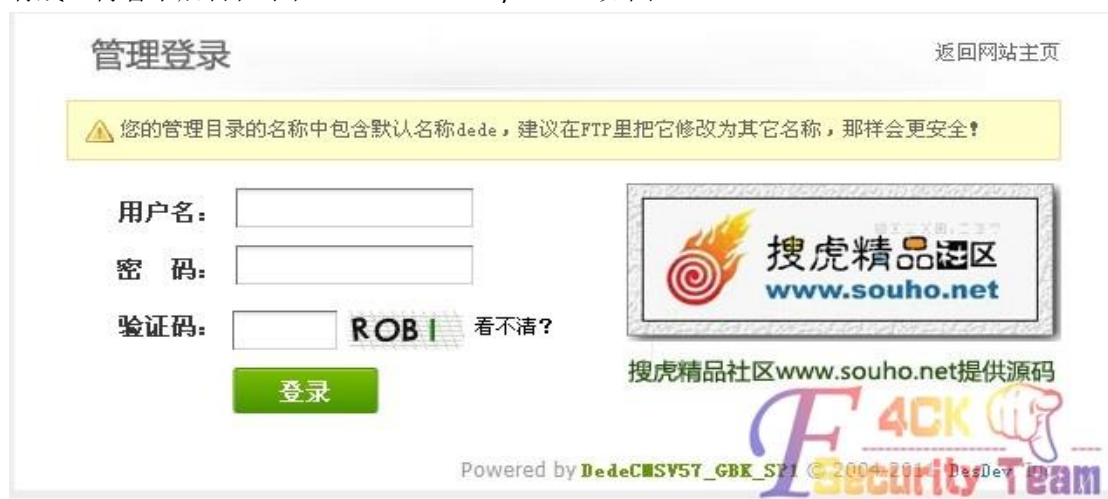 管理登录
返回网站主页
您的管理目录的名称中包含默认名称dede，建议在FTP里把它修改为其它名称，那样会更安全！
用户名：
密 码：
验证码：
ROBI 看不清？
登录
搜虎精品社区
www.souho.net
搜虎精品社区www.souho.net提供源码
F4CK
Security Team
Powered by DedeCMSV57_GBK_SP1 © 2004-201 DesDev